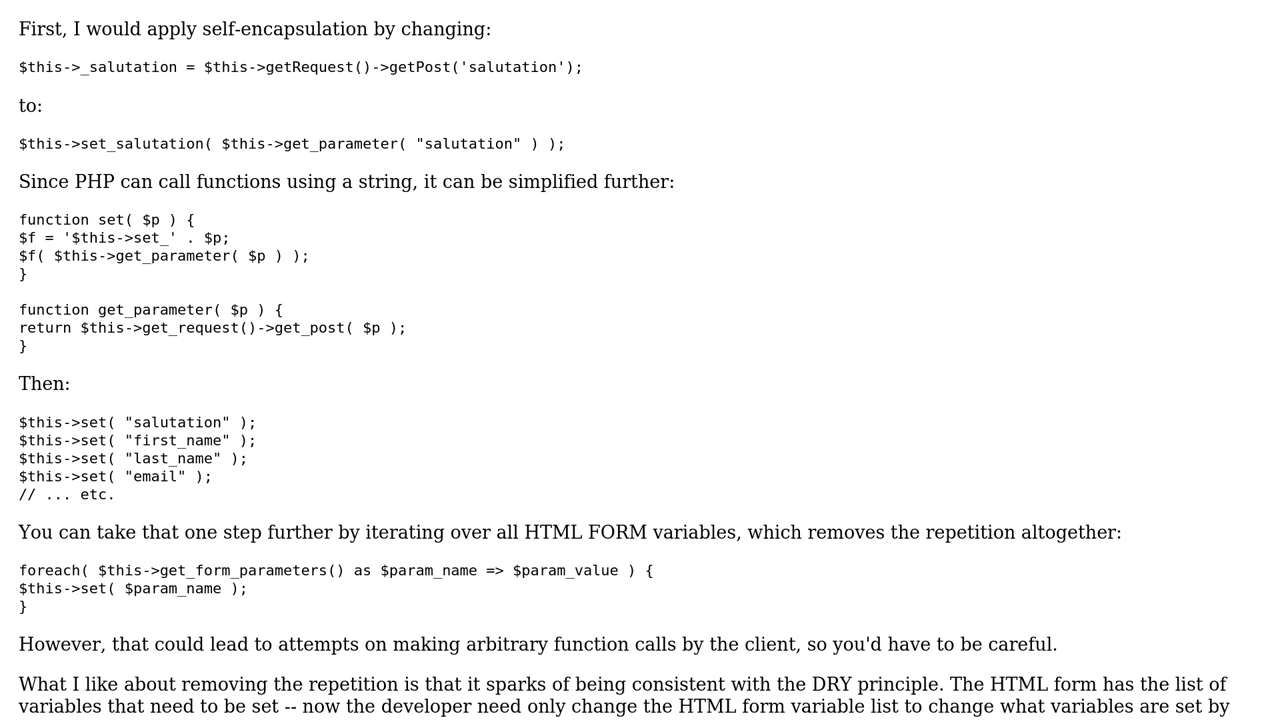 First, I would apply self-encapsulation by changing:
$this->_salutation = $this->getRequest()->getPost('salutation');
to:
$this->set_salutation( $this->get_parameter( "salutation" ) );
Since PHP can call functions using a string, it can be simplified further:
function set( $p ) {
$f = '$this->set_' . $p;
$f( $this->get_parameter( $p ) );
}
function get_parameter( $p ) {
return $this->get_request()->get_post( $p );
}
Then:
$this->set( "salutation" );
$this->set( "first_name" );
$this->set( "last_name" );
$this->set( "email" );
// ... etc.
You can take that one step further by iterating over all HTML FORM variables, which removes the repetition altogether:
foreach( $this->get_form_parameters() as $param_name => $param_value ) {
$this->set( $param_name );
}
However, that could lead to attempts on making arbitrary function calls by the client, so you'd have to be careful.
What I like about removing the repetition is that it sparks of being consistent with the DRY principle. The HTML form has the list of
variables that need to be set -- now the developer need only change the HTML form variable list to change what variables are set by